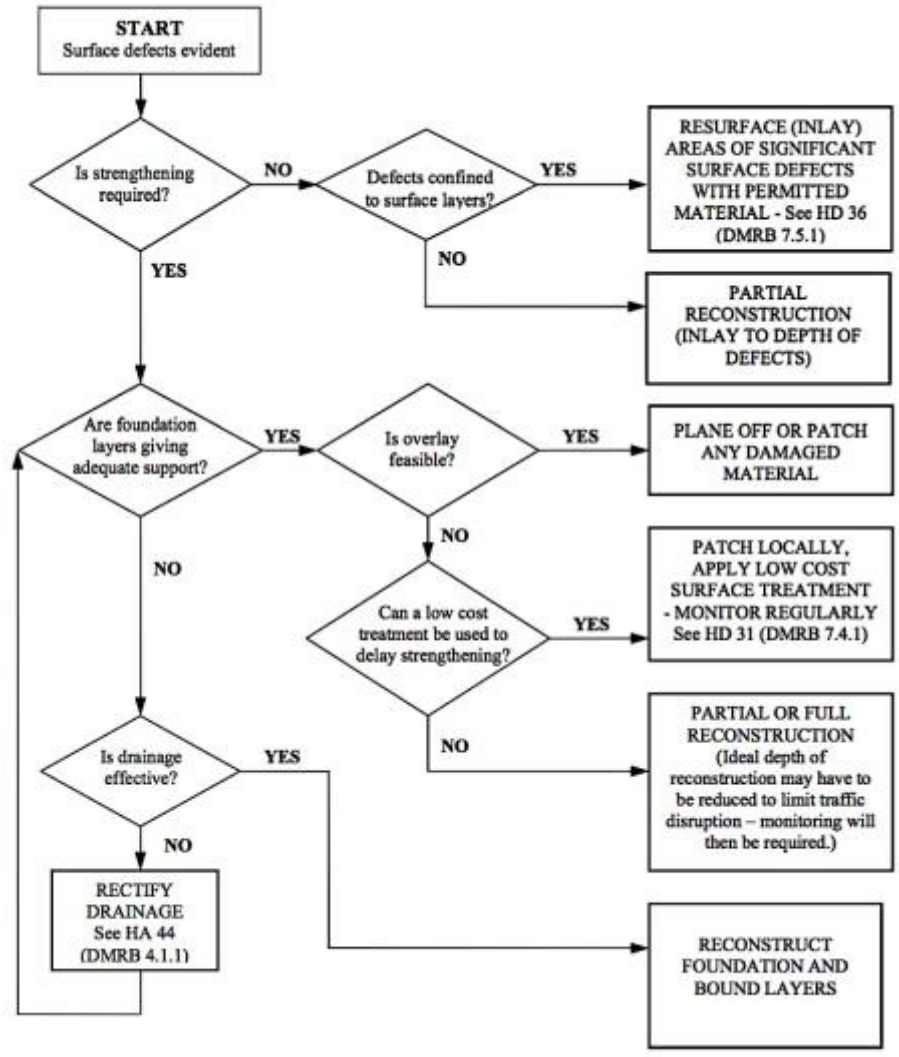 START
Surface defects evident
Is strengthening
required?
NO
Defects confined
to surface layers?
YES
RESURFACE (INLAY)
AREAS OF SIGNIFICANT
SURFACE DEFECTS
WITH PERMITTED
MATERIAL - See HD 36
(DMRB 7.5.1)
YES
NO
PARTIAL
RECONSTRUCTION
(INLAY TO DEPTH OF
DEFECTS)
Are foundation
layers giving
adequate support?
YES
Is overlay
feasible?
YES
PLANE OFF OR PATCH
ANY DAMAGED
MATERIAL
NO
NO
Can a low cost
treatment be used to
delay strengthening?
YES
PATCH LOCALLY,
APPLY LOW COST
SURFACE TREATMENT
- MONITOR REGULARLY
See HD 31 (DMRB 7.4.1)
NO
PARTIAL OR FULL
RECONSTRUCTION
(Ideal depth of
reconstruction may have to
be reduced to limit traffic
disruption – monitoring will
then be required.)
Is drainage
effective?
YES
NO
RECTIFY
DRAINAGE
See HA 44
(DMRB 4.1.1)
RECONSTRUCT
FOUNDATION AND
BOUND LAYERS